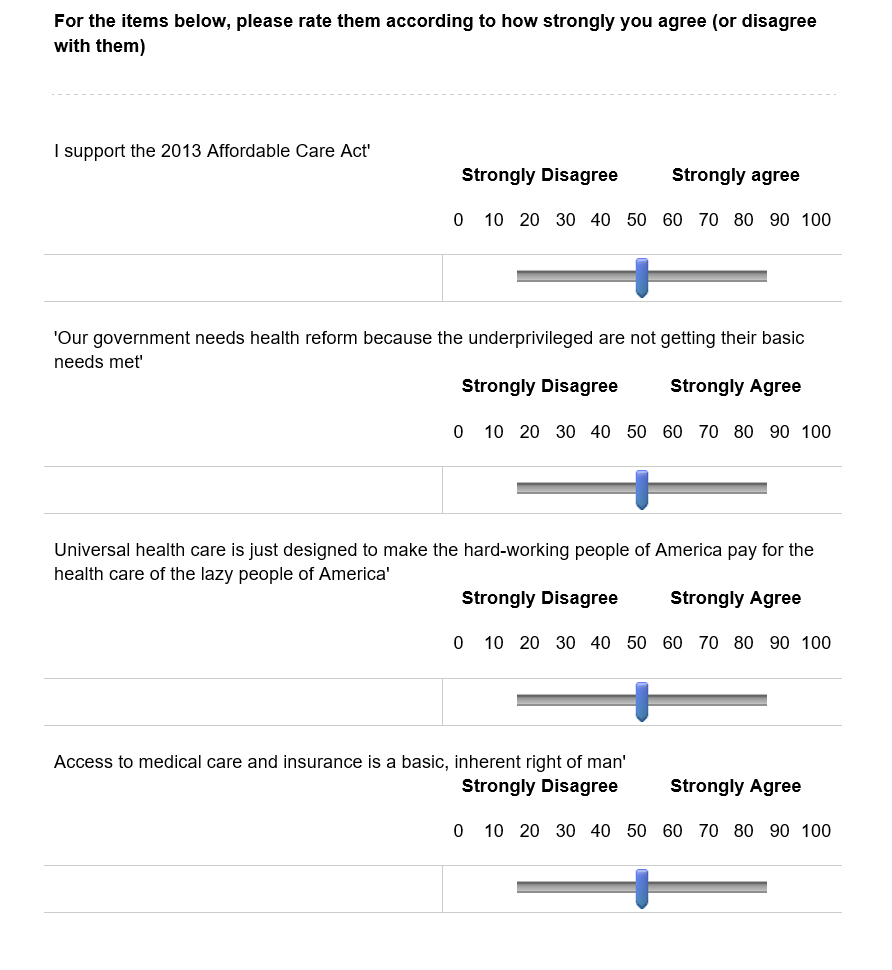 For the items below, please rate them according to how strongly you agree (or disagree
with them)
I support the 2013 Affordable Care Act'
Strongly Disagree Strongly agree
0 10 20 30 40 50 60 70 80 90 100
'Our government needs health reform because the underprivileged are not getting their basic
needs met'
Strongly Disagree Strongly Agree
0 10 20 30 40 50 60 70 80 90 100
Universal health care is just designed to make the hard-working people of America pay for the
health care of the lazy people of America'
Strongly Disagree Strongly Agree
0 10 20 30 40 50 60 70 80 90 100
Access to medical care and insurance is a basic, inherent right of man'
Strongly Disagree Strongly Agree
0 10 20 30 40 50 60 70 80 90 100